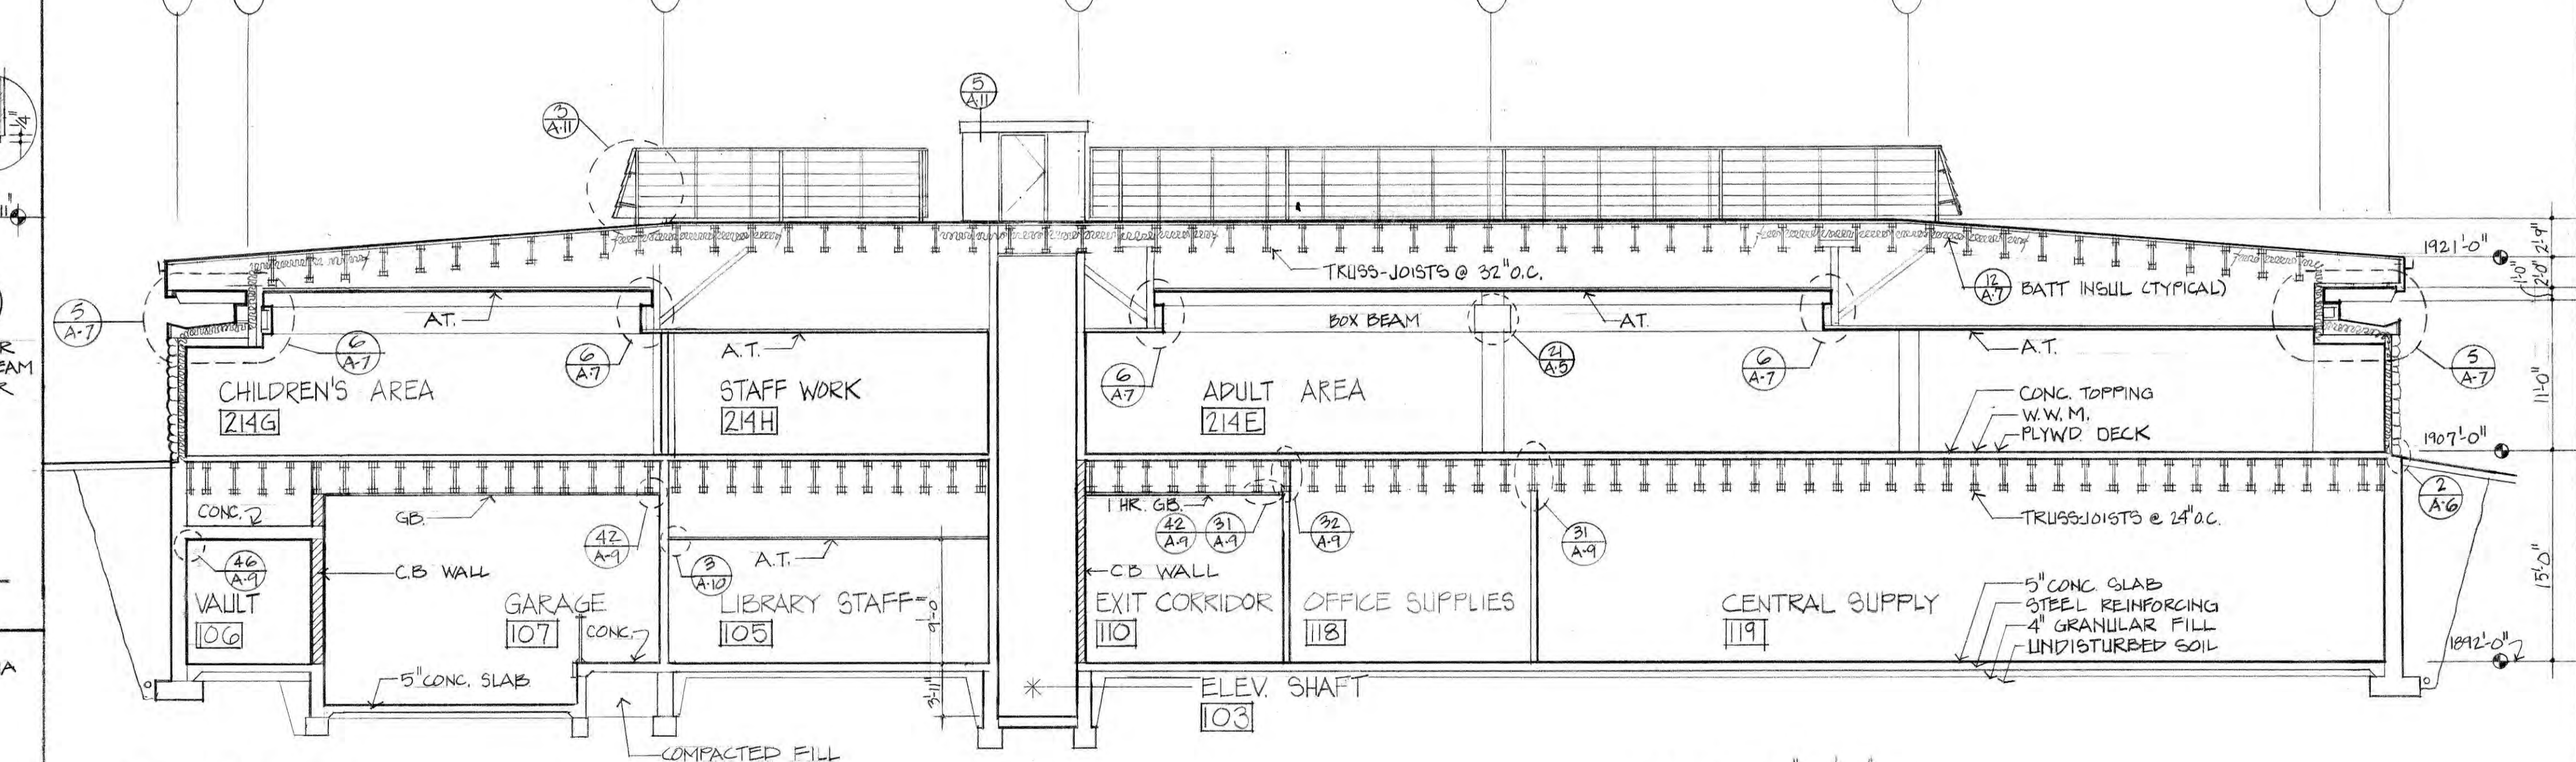 1/4"
11"
R
EAM
R
A
3
A·11
5
A·11
1921'-0"
2'-9"
2'-0"
1'-0"
TRUSS-JOISTS @ 32" O.C.
12
A-7
BATT INSUL (TYPICAL)
5
A-7
6
A-7
A.T.
6
A-7
A.T.
6
A-7
BOX BEAM
21
A-5
A.T.
6
A-7
A.T.
5
A-7
CHILDREN'S AREA
214G
STAFF WORK
214H
ADULT AREA
214E
CONC. TOPPING
W.W.M.
PLYWD. DECK
11'-0"
1907'-0"
CONC.
GB.
42
A-9
1 HR. GB.
42
A-9
31
A-9
32
A-9
31
A-9
TRUSS-JOISTS @ 24" O.C.
2
A-6
46
A-9
C.B WALL
3
A-10
A.T.
CB WALL
15'-0"
VAULT
106
GARAGE
107
CONC.
LIBRARY STAFF
105
9'-0
EXIT CORRIDOR
110
OFFICE SUPPLIES
118
CENTRAL SUPPLY
119
5" CONC. SLAB
STEEL REINFORCING
4" GRANULAR FILL
UNDISTURBED SOIL
1892'-0"
5" CONC. SLAB
3'-11"
ELEV. SHAFT
103
COMPACTED FILL